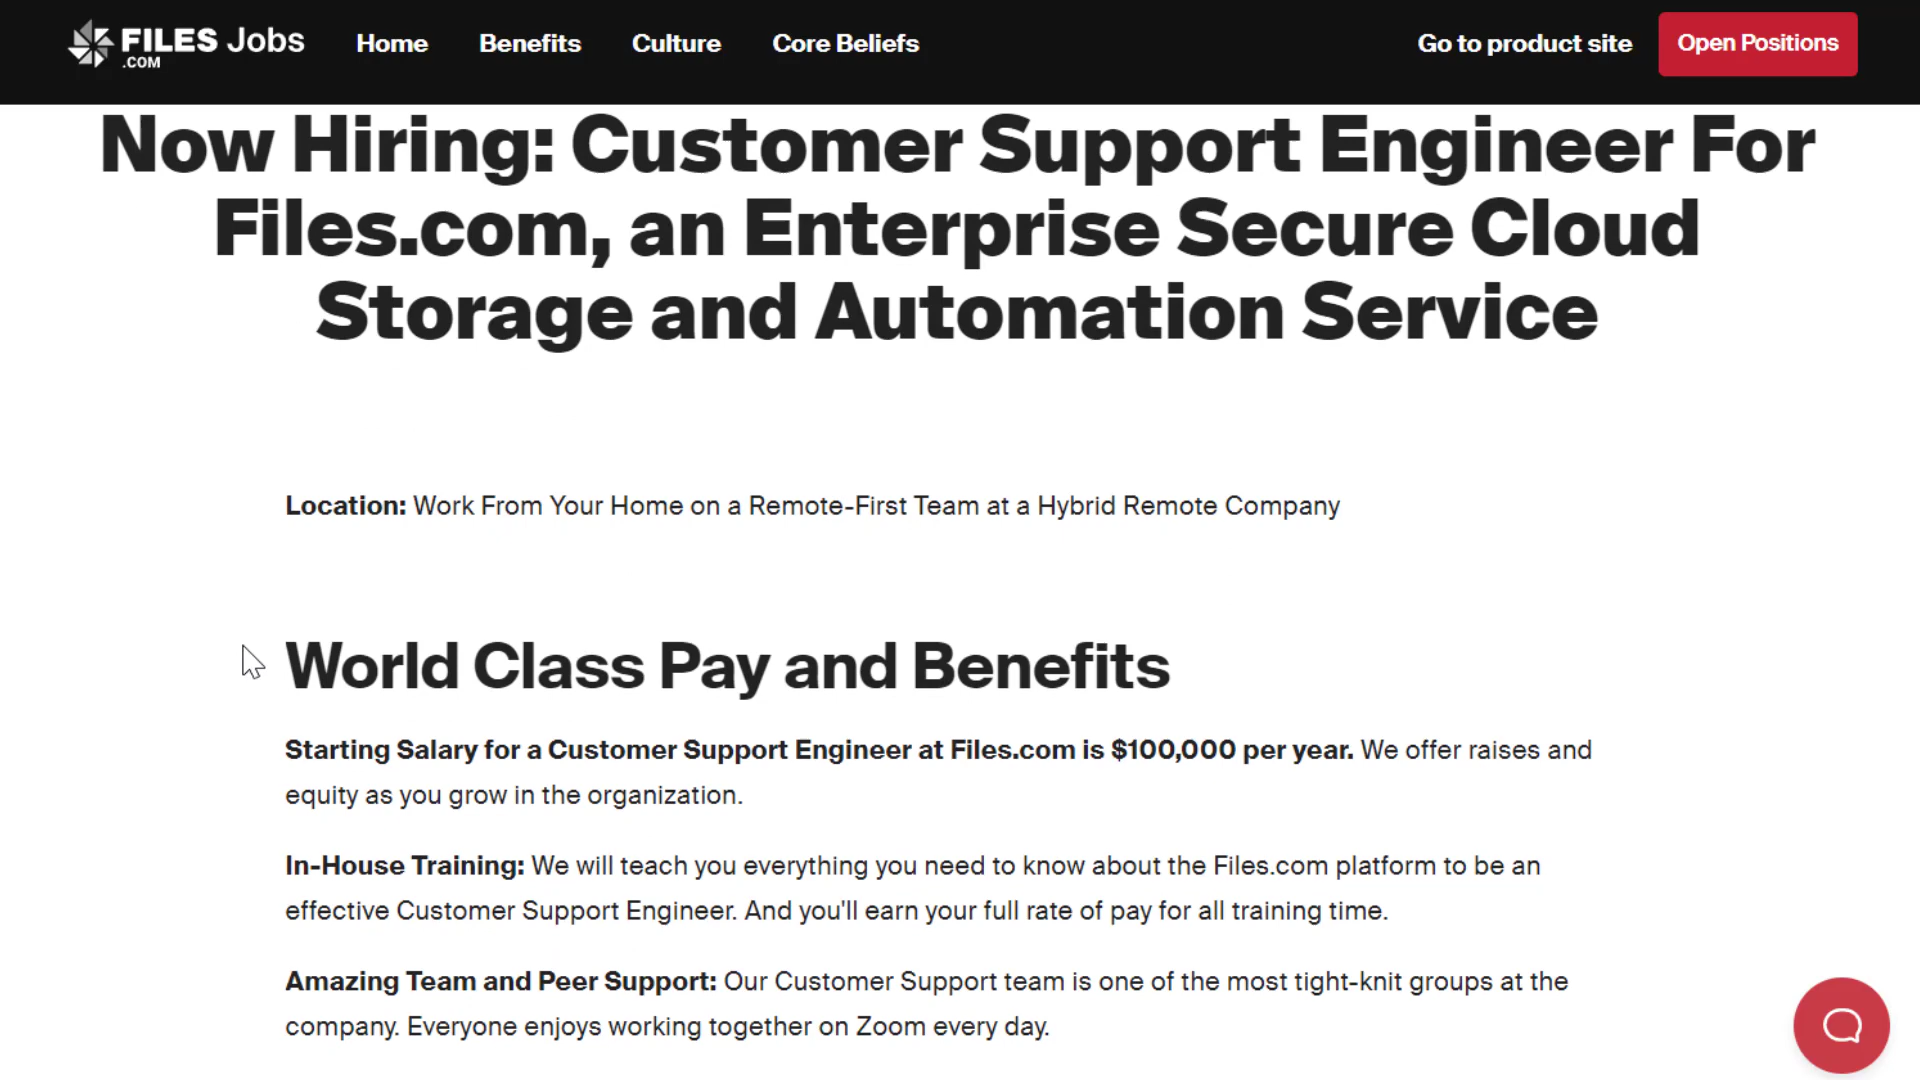 FILES Jobs
.COM
Home
Benefits
Culture
Core Beliefs
Go to product site
Open Positions
Now Hiring: Customer Support Engineer For
Files.com, an Enterprise Secure Cloud
Storage and Automation Service
Location: Work From Your Home on a Remote-First Team at a Hybrid Remote Company
World Class Pay and Benefits
Starting Salary for a Customer Support Engineer at Files.com is $100,000 per year. We offer raises and
equity as you grow in the organization.
In-House Training: We will teach you everything you need to know about the Files.com platform to be an
effective Customer Support Engineer. And you'll earn your full rate of pay for all training time.
Amazing Team and Peer Support: Our Customer Support team is one of the most tight-knit groups at the
company. Everyone enjoys working together on Zoom every day.